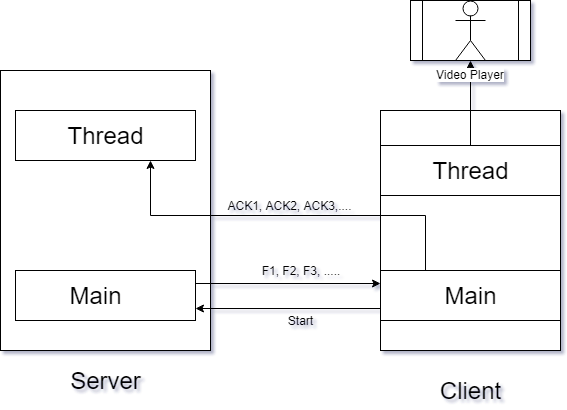 Video Player
Thread
Thread
ACK1, ACK2, ACK3,....
F1, F2, F3, .....
Main
Main
Start
Server
Client